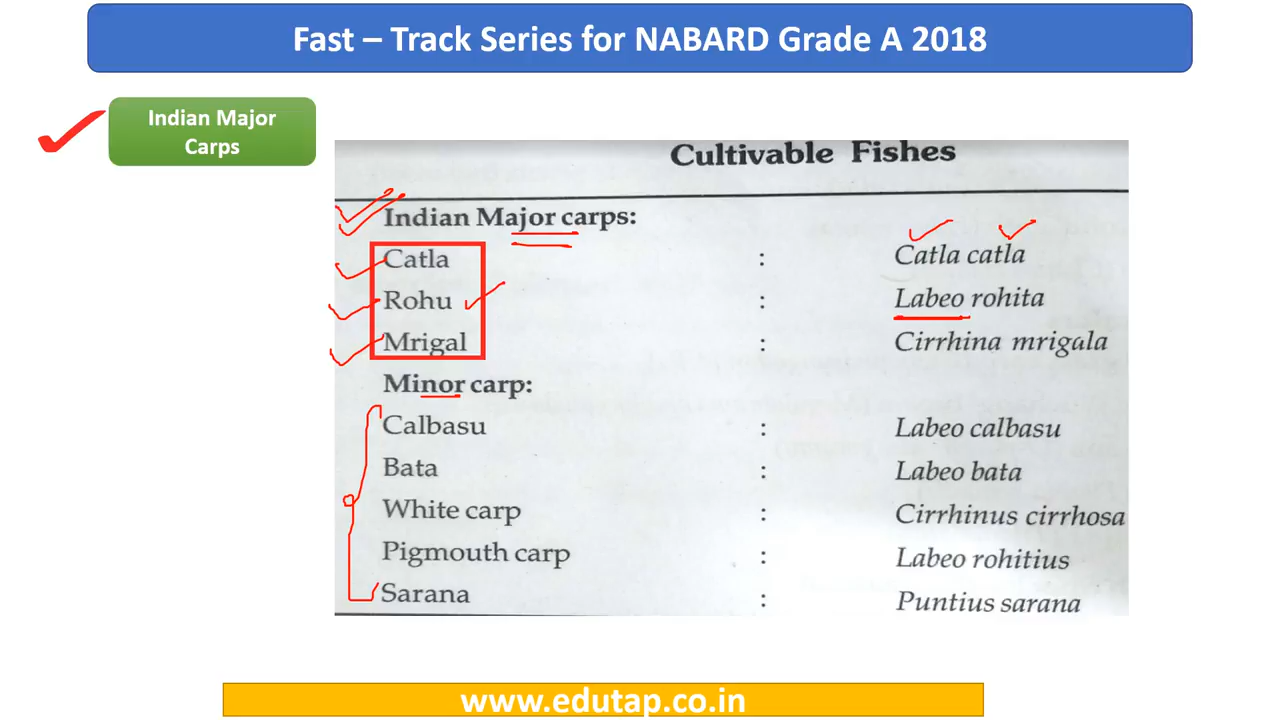 Fast – Track Series for NABARD Grade A 2018
Indian Major
Carps
Cultivable Fishes
Indian Major carps:
Catla : Catla catla
Rohu : Labeo rohita
Mrigal : Cirrhina mrigala
Minor carp:
Calbasu : Labeo calbasu
Bata : Labeo bata
White carp : Cirrhinus cirrhosa
Pigmouth carp : Labeo rohitius
Sarana : Puntius sarana
www.edutap.co.in